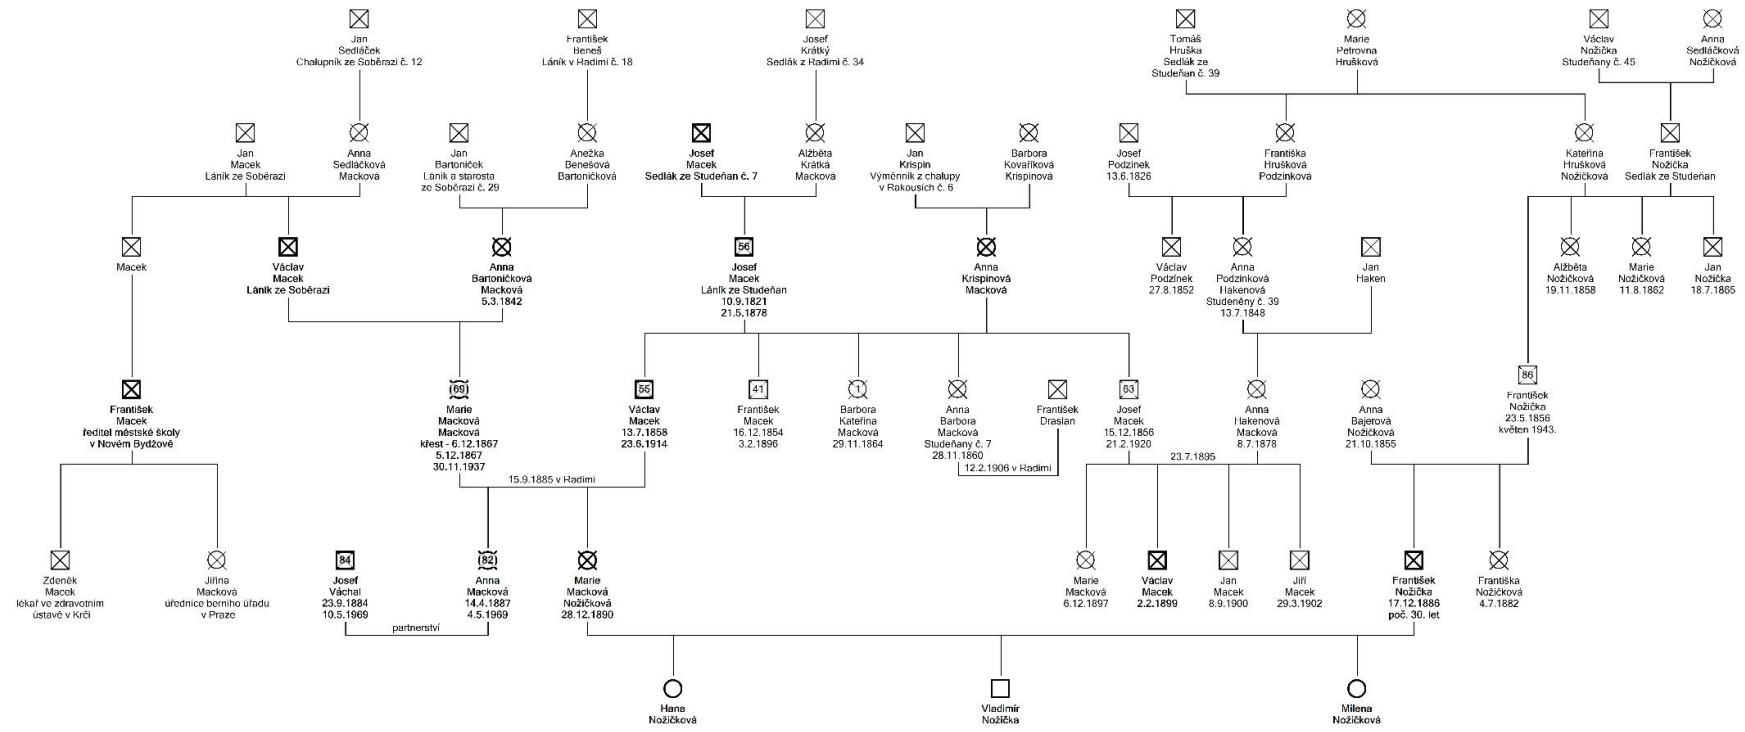 Jan
Sedláček
Chalupník ze Soběrazi č. 12
František
Beneš
Láník v Radimi č. 18
Josef
Krátký
Sedlák z Radimi č. 34
Tomáš
Hruška
Sedlák ze
Studeňan č. 39
Marie
Petrovna
Hrušková
Václav
Nožička
Studeňany č. 45
Anna
Sedláčková
Nožičková
Jan
Macek
Láník ze Soběrazi
Anna
Sedláčková
Macková
Jan
Bartoníček
Láník a starosta
ze Soběrazi č. 29
Anežka
Benešová
Bartoníčková
Josef
Macek
Sedlák ze Studeňan č. 7
Alžběta
Krátká
Macková
Jan
Krispin
Výměnník z chalupy
v Rakousích č. 6
Barbora
Kovaříková
Krispinová
Josef
Podzínek
13.6.1826
Františka
Hrušková
Podzinková
Kateřina
Hrušková
Nožičková
František
Nožička
Sedlák ze Studeňan
Macek
Václav
Macek
Láník ze Soběrazi
Anna
Bartoníčková
Macková
5.3.1842
56
Josef
Macek
Láník ze Studeňan
10.9.1821
21.5.1878
Anna
Krispinová
Macková
Václav
Podzínek
27.8.1852
Anna
Podzinková
Hakenová
Studeněny č. 39
13.7.1848
Jan
Haken
Alžběta
Nožičková
19.11.1858
Marie
Nožičková
11.8.1862
Jan
Nožička
18.7.1865
František
Macek
ředitel městské školy
v Novém Bydžově
69
Marie
Macková
Macková
křest - 6.12.1867
5.12.1867
30.11.1937
55
Václav
Macek
13.7.1858
23.6.1914
41
František
Macek
16.12.1854
3.2.1896
1
Barbora
Kateřina
Macková
29.11.1864
Anna
Barbora
Macková
Studeňany č. 7
28.11.1860
František
Draslan
63
Josef
Macek
15.12.1856
21.2.1920
Anna
Hakenová
Macková
8.7.1878
Anna
Bajerová
Nožičková
21.10.1855
86
František
Nožička
23.5.1856
květen 1943.
15.9.1885 v Radimi
12.2.1906 v Radimi
23.7.1895
Zdeněk
Macek
lékař ve zdravotnim
ústavě v Krči
Jiřina
Macková
úřednice berniho úřadu
v Praze
84
Josef
Váchal
23.9.1884
10.5.1969
82
Anna
Macková
14.4.1887
4.5.1969
partnerství
Marie
Macková
Nožičková
28.12.1890
Marie
Macková
6.12.1897
Václav
Macek
2.2.1899
Jan
Macek
8.9.1900
Jiří
Macek
29.3.1902
František
Nožička
17.12.1886
poč. 30. let
Františka
Nožičková
4.7.1882
Hana
Nožičková
Vladimír
Nožička
Milena
Nožičková